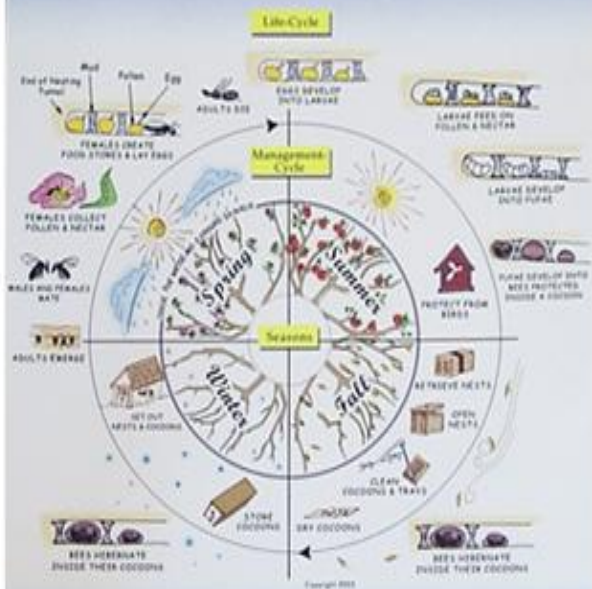 Life-Cycle
Mud
Pollen
Egg
End of Nesting
Tunnel
FEMALES CREATE
FOOD STORES & LAY EGGS
ADULTS DIE
EGGS DEVELOP
INTO LARVAE
LARVAE FEED ON
POLLEN & NECTAR
Management-
Cycle
LARVAE DEVELOP
INTO PUPAE
FEMALES COLLECT
POLLEN & NECTAR
Spring
Summer
PUPAE DEVELOP INTO
BEES PROTECTED
INSIDE A COCOON
MALES AND FEMALES
MATE
PROTECT FROM
BIRDS
ADULTS EMERGE
Seasons
Winter
Fall
RETRIEVE NESTS
SET OUT
NESTS & COCOONS
OPEN
NESTS
CLEAN
COCOONS & TRAYS
STORE
COCOONS
DRY COCOONS
BEES HIBERNATE
INSIDE THEIR COCOONS
BEES HIBERNATE
INSIDE THEIR COCOONS
Copyright